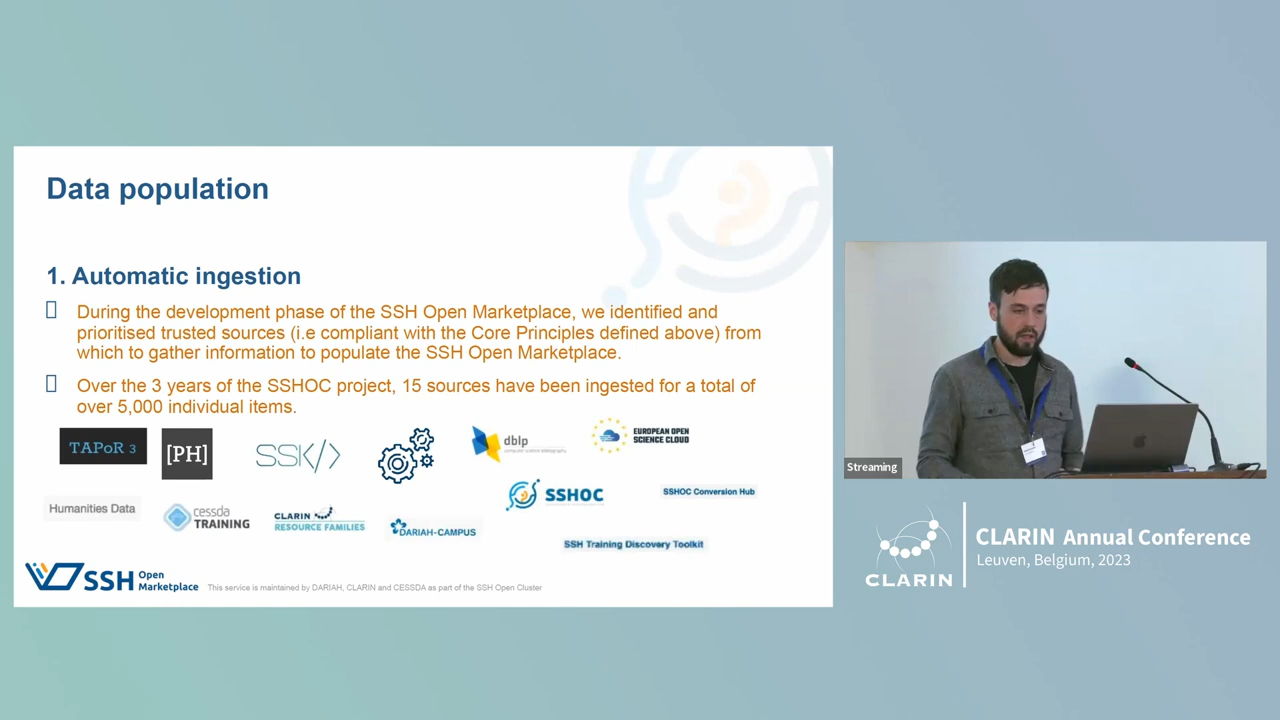 Data population
1. Automatic ingestion
During the development phase of the SSH Open Marketplace, we identified and
prioritised trusted sources (i.e compliant with the Core Principles defined above) from
which to gather information to populate the SSH Open Marketplace.
Over the 3 years of the SSHOC project, 15 sources have been ingested for a total of
over 5,000 individual items.
TAPoR 3
[PH]
SSK</>
dblp
computer science bibliography
EUROPEAN OPEN
SCIENCE CLOUD
Humanities Data
cessda
TRAINING
CLARIN
RESOURCE FAMILIES
DARIAH-CAMPUS
SSHOC
SSHOC Conversion Hub
SSH Training Discovery Toolkit
SSH Open
Marketplace
This service is maintained by DARIAH, CLARIN and CESSDA as part of the SSH Open Cluster
Streaming
CLARIN
CLARIN Annual Conference
Leuven, Belgium, 2023